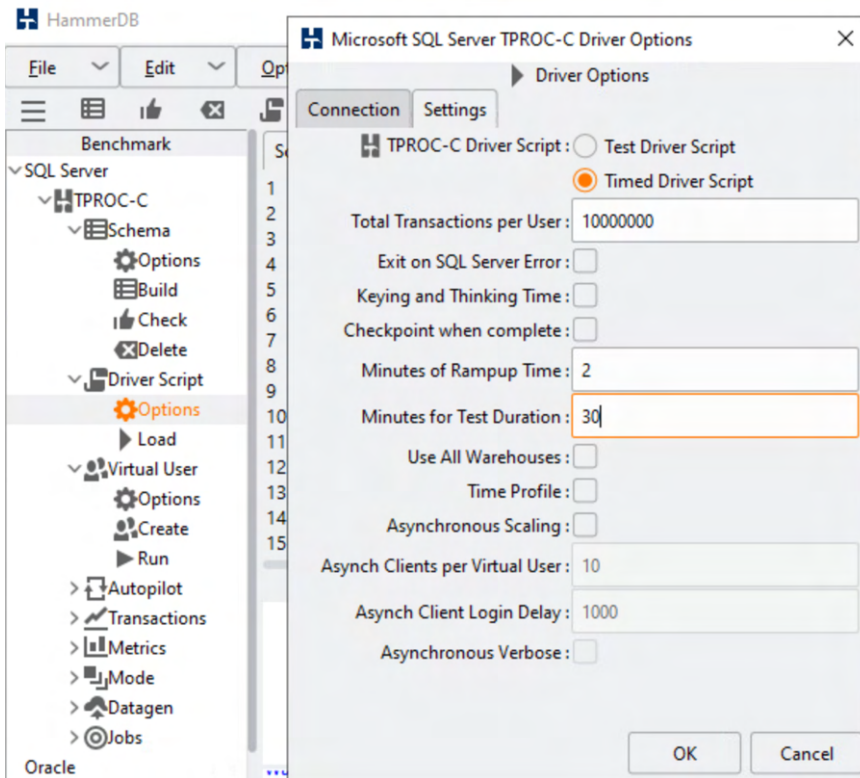 HammerDB
File
Edit
Opt
Benchmark
SQL Server
TPROC-C
Schema
Options
Build
Check
Delete
Driver Script
Options
Load
Virtual User
Options
Create
Run
Autopilot
Transactions
Metrics
Mode
Datagen
Jobs
Oracle
1
2
3
4
5
6
7
8
9
10
11
12
13
14
15
Microsoft SQL Server TPROC-C Driver Options
Driver Options
Connection Settings
TPROC-C Driver Script : Test Driver Script
Timed Driver Script
Total Transactions per User : 10000000
Exit on SQL Server Error :
Keying and Thinking Time :
Checkpoint when complete :
Minutes of Rampup Time : 2
Minutes for Test Duration : 30
Use All Warehouses :
Time Profile :
Asynchronous Scaling :
Asynch Clients per Virtual User : 10
Asynch Client Login Delay : 1000
Asynchronous Verbose :
OK Cancel